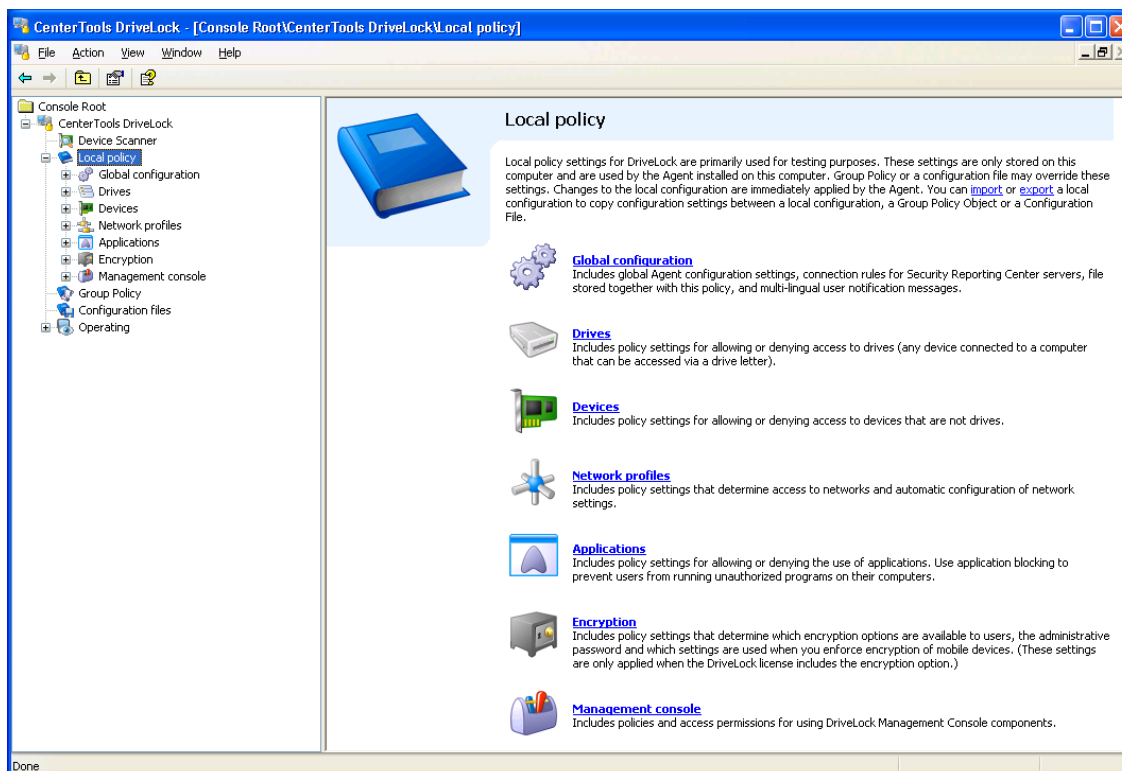 CenterTools DriveLock - [Console Root\CenterTools DriveLock\Local policy]
File Action View Window Help
Console Root
CenterTools DriveLock
Device Scanner
Local policy
Global configuration
Drives
Devices
Network profiles
Applications
Encryption
Management console
Group Policy
Configuration files
Operating
Local policy
Local policy settings for DriveLock are primarily used for testing purposes. These settings are only stored on this
computer and are used by the Agent installed on this computer. Group Policy or a configuration file may override these
settings. Changes to the local configuration are immediately applied by the Agent. You can import or export a local
configuration to copy configuration settings between a local configuration, a Group Policy Object or a Configuration
File.
Global configuration
Includes global Agent configuration settings, connection rules for Security Reporting Center servers, file
stored together with this policy, and multi-lingual user notification messages.
Drives
Includes policy settings for allowing or denying access to drives (any device connected to a computer
that can be accessed via a drive letter).
Devices
Includes policy settings for allowing or denying access to devices that are not drives.
Network profiles
Includes policy settings that determine access to networks and automatic configuration of network
settings.
Applications
Includes policy settings for allowing or denying the use of applications. Use application blocking to
prevent users from running unauthorized programs on their computers.
Encryption
Includes policy settings that determine which encryption options are available to users, the administrative
password and which settings are used when you enforce encryption of mobile devices. (These settings
are only applied when the DriveLock license includes the encryption option.)
Management console
Includes policies and access permissions for using DriveLock Management Console components.
Done